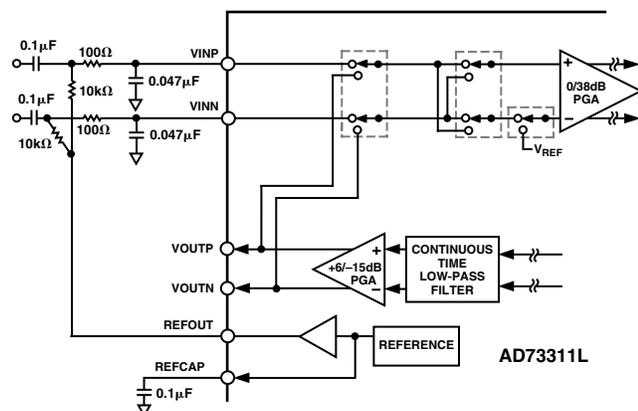 0.1μF
100Ω
VINP
0.047μF
10kΩ
0.1μF
100Ω
VINN
0.047μF
10kΩ
0/38dB
PGA
VREF
VOUTP
+6/–15dB
PGA
CONTINUOUS
TIME
LOW-PASS
FILTER
VOUTN
REFOUT
REFERENCE
REFCAP
0.1μF
AD73311L